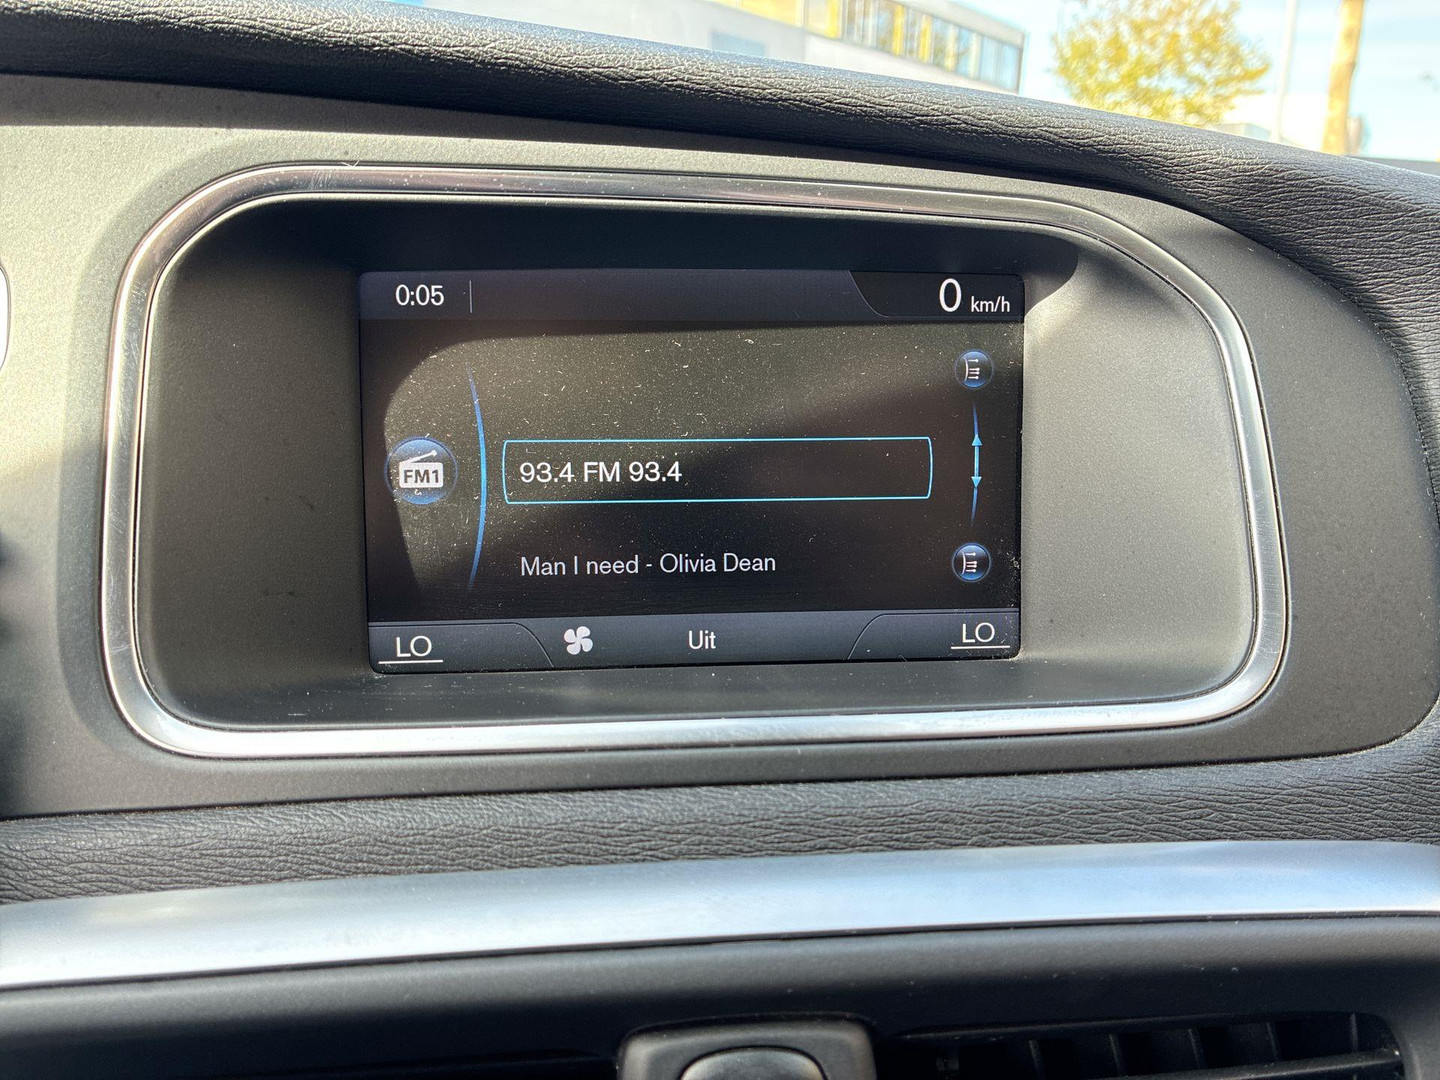 0:05
0 km/h
FM1
93.4 FM 93.4
Man I need - Olivia Dean
LO
Uit
LO